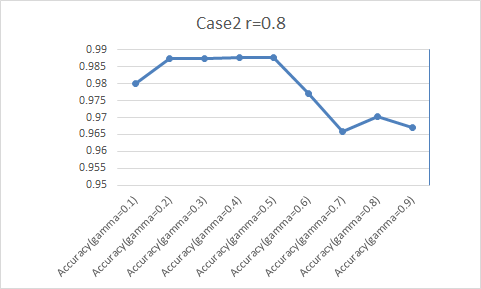 Case2 r=0.8
0.99
0.985
0.98
0.975
0.97
0.965
0.96
0.955
0.95
Accuracy(gamma=0.1)
Accuracy(gamma=0.2)
Accuracy(gamma=0.3)
Accuracy(gamma=0.4)
Accuracy(gamma=0.5)
Accuracy(gamma=0.6)
Accuracy(gamma=0.7)
Accuracy(gamma=0.8)
Accuracy(gamma=0.9)